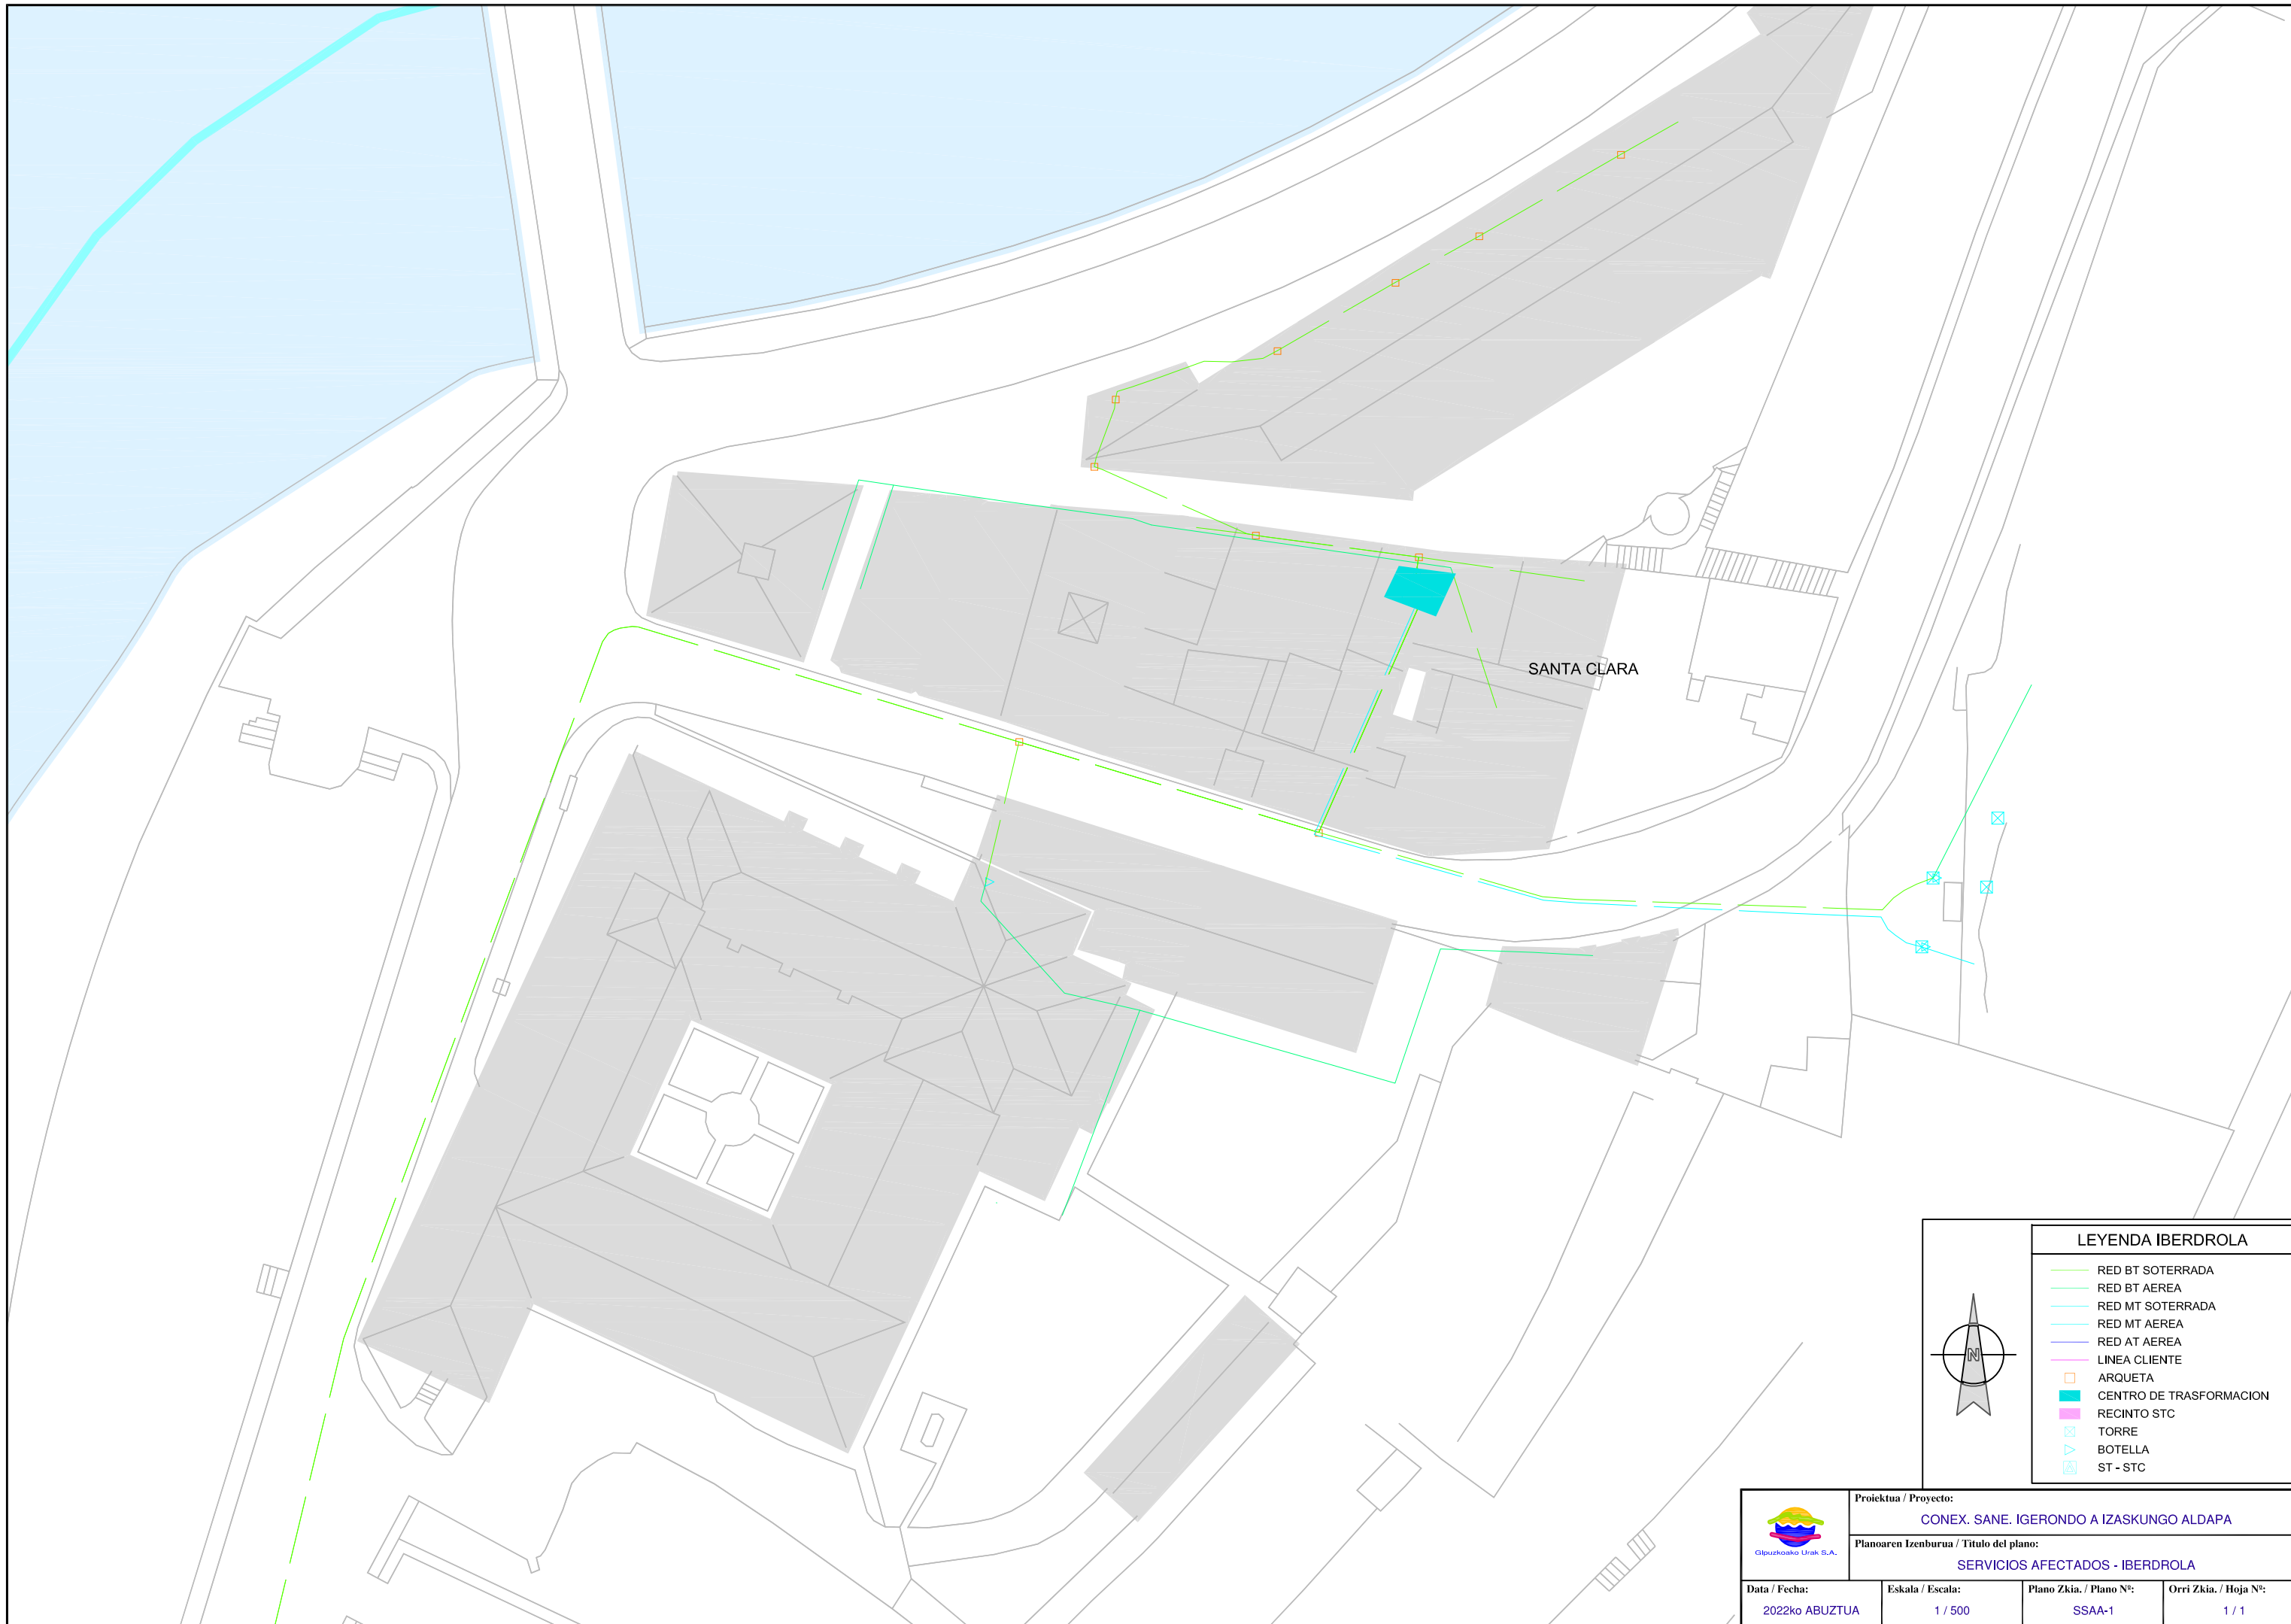 SANTA CLARA
LEYENDA IBERDROLA
RED BT SOTERRADA
RED BT AEREA
RED MT SOTERRADA
RED MT AEREA
RED AT AEREA
LINEA CLIENTE
ARQUETA
CENTRO DE TRASFORMACION
RECINTO STC
TORRE
BOTELLA
ST - STC
N
Gipuzkoako Urak S.A.
Proiektua / Proyecto:
CONEX. SANE. IGERONDO A IZASKUNGO ALDAPA
Planoaren Izenburua / Título del plano:
SERVICIOS AFECTADOS - IBERDROLA
Data / Fecha:
2022ko ABUZTUA
Eskala / Escala:
1 / 500
Plano Zkia. / Plano Nº:
SSAA-1
Orri Zkia. / Hoja Nº:
1 / 1